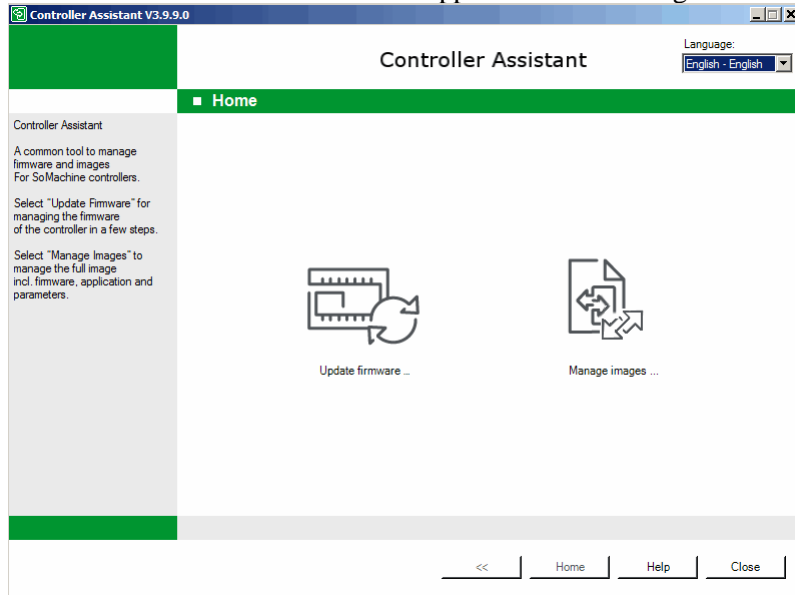 Controller Assistant V3.9.9.0
Controller Assistant
Language:
English - English
Home
Controller Assistant
A common tool to manage
firmware and images
For SoMachine controllers.
Select "Update Firmware" for
managing the firmware
of the controller in a few steps.
Select "Manage Images" to
manage the full image
incl. firmware, application and
parameters.
Update firmware ...
Manage images ...
<<
Home
Help
Close